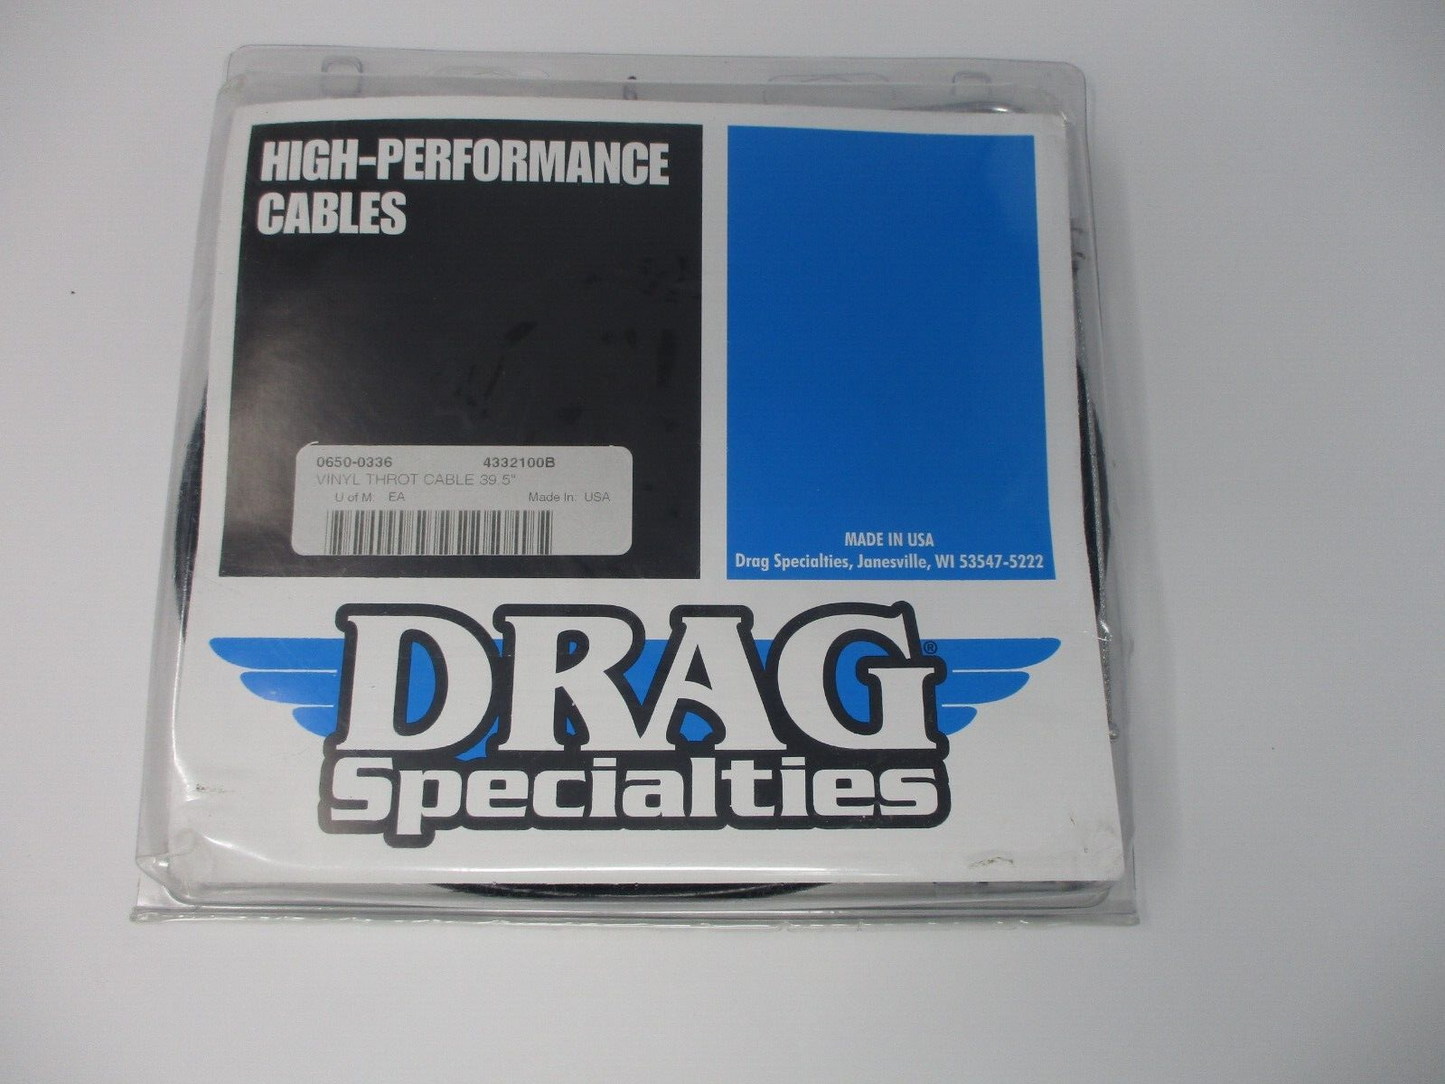 HIGH-PERFORMANCE
CABLES
0650-0336 4332100B
VINYL THROT CABLE 39.5"
U of M: EA Made In: USA
MADE IN USA
Drag Specialties, Janesville, WI 53547-5222
DRAG®
Specialties